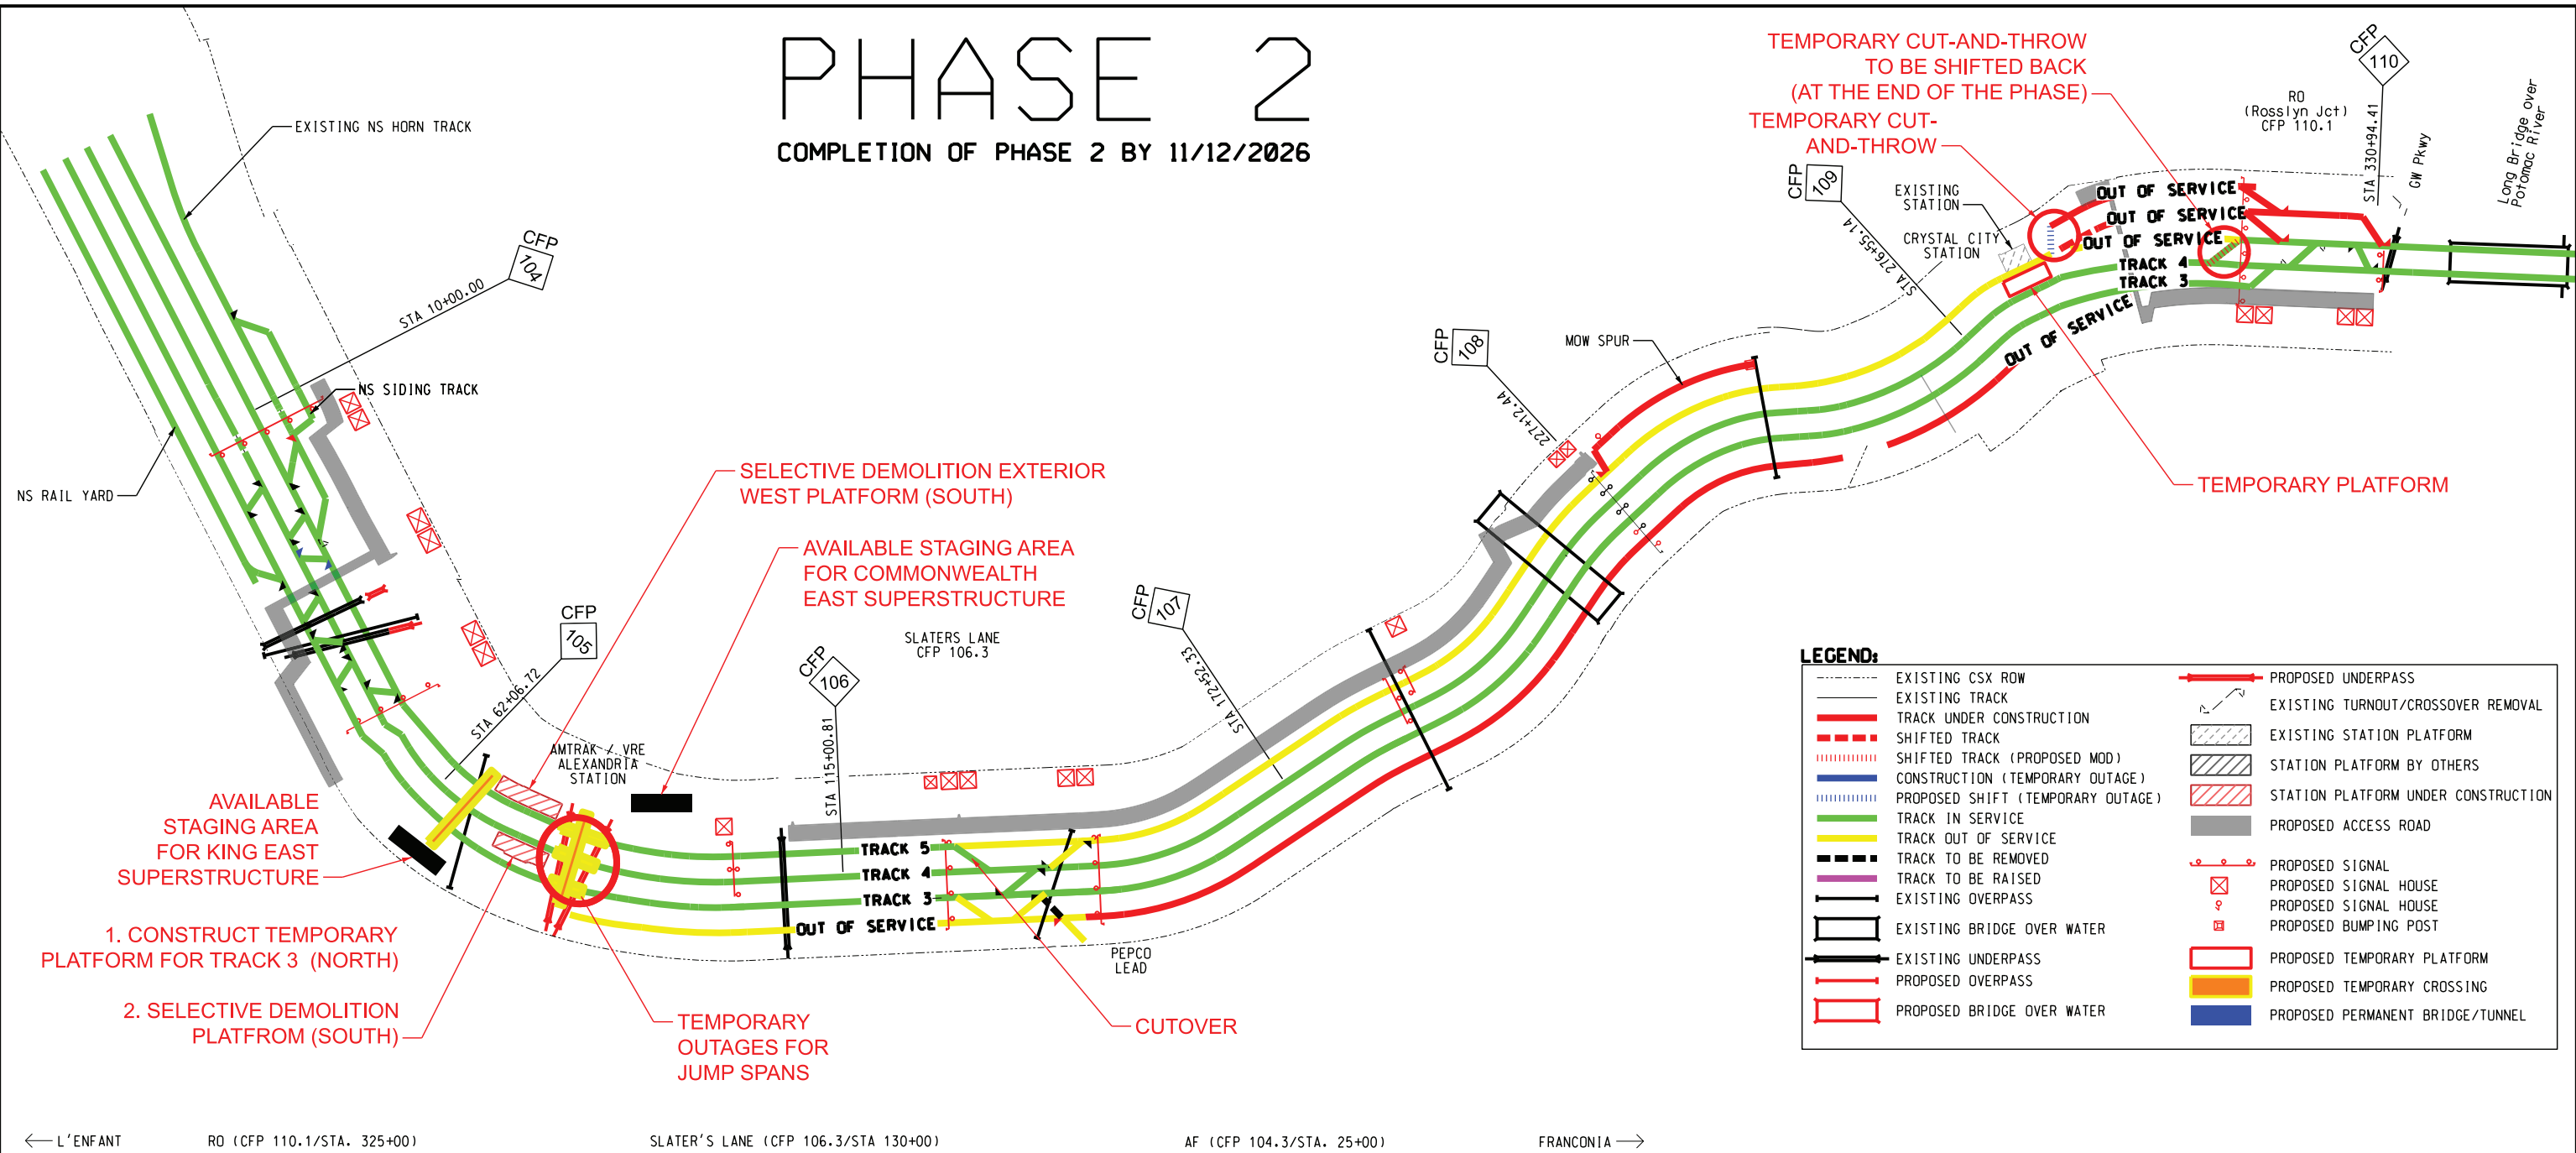 PHASE 2
COMPLETION OF PHASE 2 BY 11/12/2026
EXISTING NS HORN TRACK
CFP
104
STA 10+00.00
NS SIDING TRACK
NS RAIL YARD
SELECTIVE DEMOLITION EXTERIOR
WEST PLATFORM (SOUTH)
AVAILABLE STAGING AREA
FOR COMMONWEALTH
EAST SUPERSTRUCTURE
SLATERS LANE
CFP 106.3
CFP
105
STA 62+06.72
AMTRAK / VRE
ALEXANDRIA
STATION
CFP
106
STA 115+00.81
CFP
107
STA 172+52.33
CFP
108
227+12.44
MOW SPUR
CFP
109
STA 276+55.14
EXISTING
STATION
CRYSTAL CITY
STATION
TEMPORARY CUT-AND-THROW
TO BE SHIFTED BACK
(AT THE END OF THE PHASE)
TEMPORARY CUT-
AND-THROW
CFP
110
STA 330+94.41
RO
(Rosslyn Jct)
CFP 110.1
GW Pkwy
Long Bridge over
Potomac River
OUT OF SERVICE
OUT OF SERVICE
OUT OF SERVICE
TRACK 4
TRACK 3
OUT OF SERVICE
TEMPORARY PLATFORM
AVAILABLE
STAGING AREA
FOR KING EAST
SUPERSTRUCTURE
1. CONSTRUCT TEMPORARY
PLATFORM FOR TRACK 3 (NORTH)
2. SELECTIVE DEMOLITION
PLATFROM (SOUTH)
TEMPORARY
OUTAGES FOR
JUMP SPANS
TRACK 5
TRACK 4
TRACK 3
OUT OF SERVICE
CUTOVER
PEPCO
LEAD
LEGEND:
EXISTING CSX ROW
EXISTING TRACK
TRACK UNDER CONSTRUCTION
SHIFTED TRACK
SHIFTED TRACK (PROPOSED MOD)
CONSTRUCTION (TEMPORARY OUTAGE)
PROPOSED SHIFT (TEMPORARY OUTAGE)
TRACK IN SERVICE
TRACK OUT OF SERVICE
TRACK TO BE REMOVED
TRACK TO BE RAISED
EXISTING OVERPASS
EXISTING BRIDGE OVER WATER
EXISTING UNDERPASS
PROPOSED OVERPASS
PROPOSED BRIDGE OVER WATER
PROPOSED UNDERPASS
EXISTING TURNOUT/CROSSOVER REMOVAL
EXISTING STATION PLATFORM
STATION PLATFORM BY OTHERS
STATION PLATFORM UNDER CONSTRUCTION
PROPOSED ACCESS ROAD
PROPOSED SIGNAL
PROPOSED SIGNAL HOUSE
PROPOSED SIGNAL HOUSE
PROPOSED BUMPING POST
PROPOSED TEMPORARY PLATFORM
PROPOSED TEMPORARY CROSSING
PROPOSED PERMANENT BRIDGE/TUNNEL
L'ENFANT
RO (CFP 110.1/STA. 325+00)
SLATER'S LANE (CFP 106.3/STA 130+00)
AF (CFP 104.3/STA. 25+00)
FRANCONIA